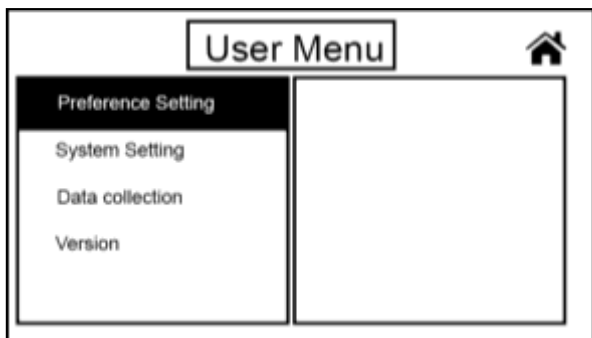 User Menu
Preference Setting
System Setting
Data collection
Version